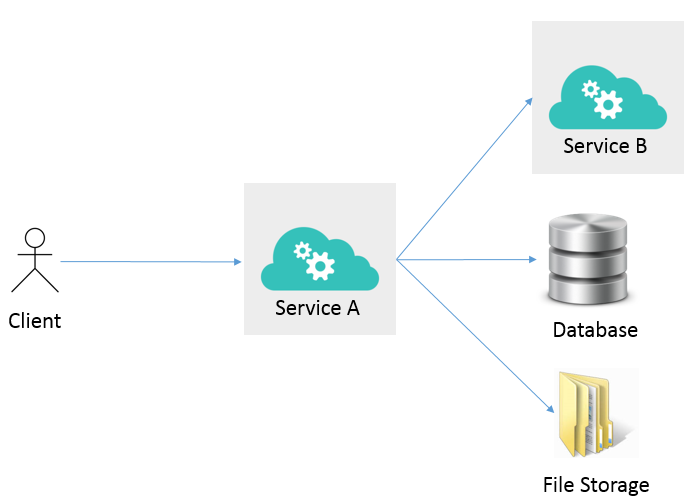 Service B
Client
Service A
Database
File Storage